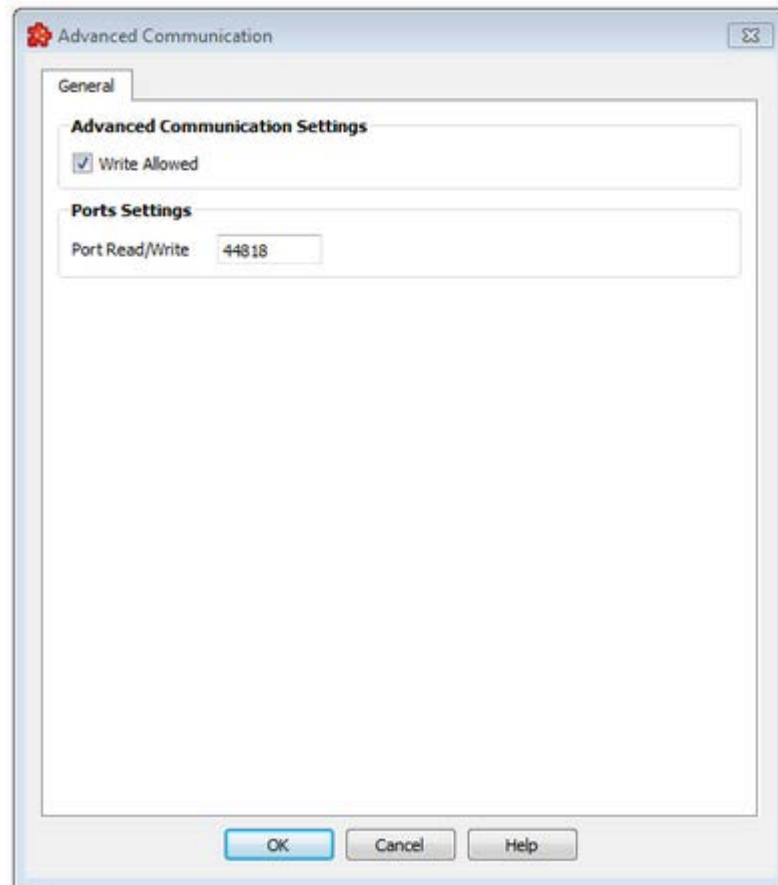 Advanced Communication
General
Advanced Communication Settings
Write Allowed
Ports Settings
Port Read/Write 44818
OK Cancel Help